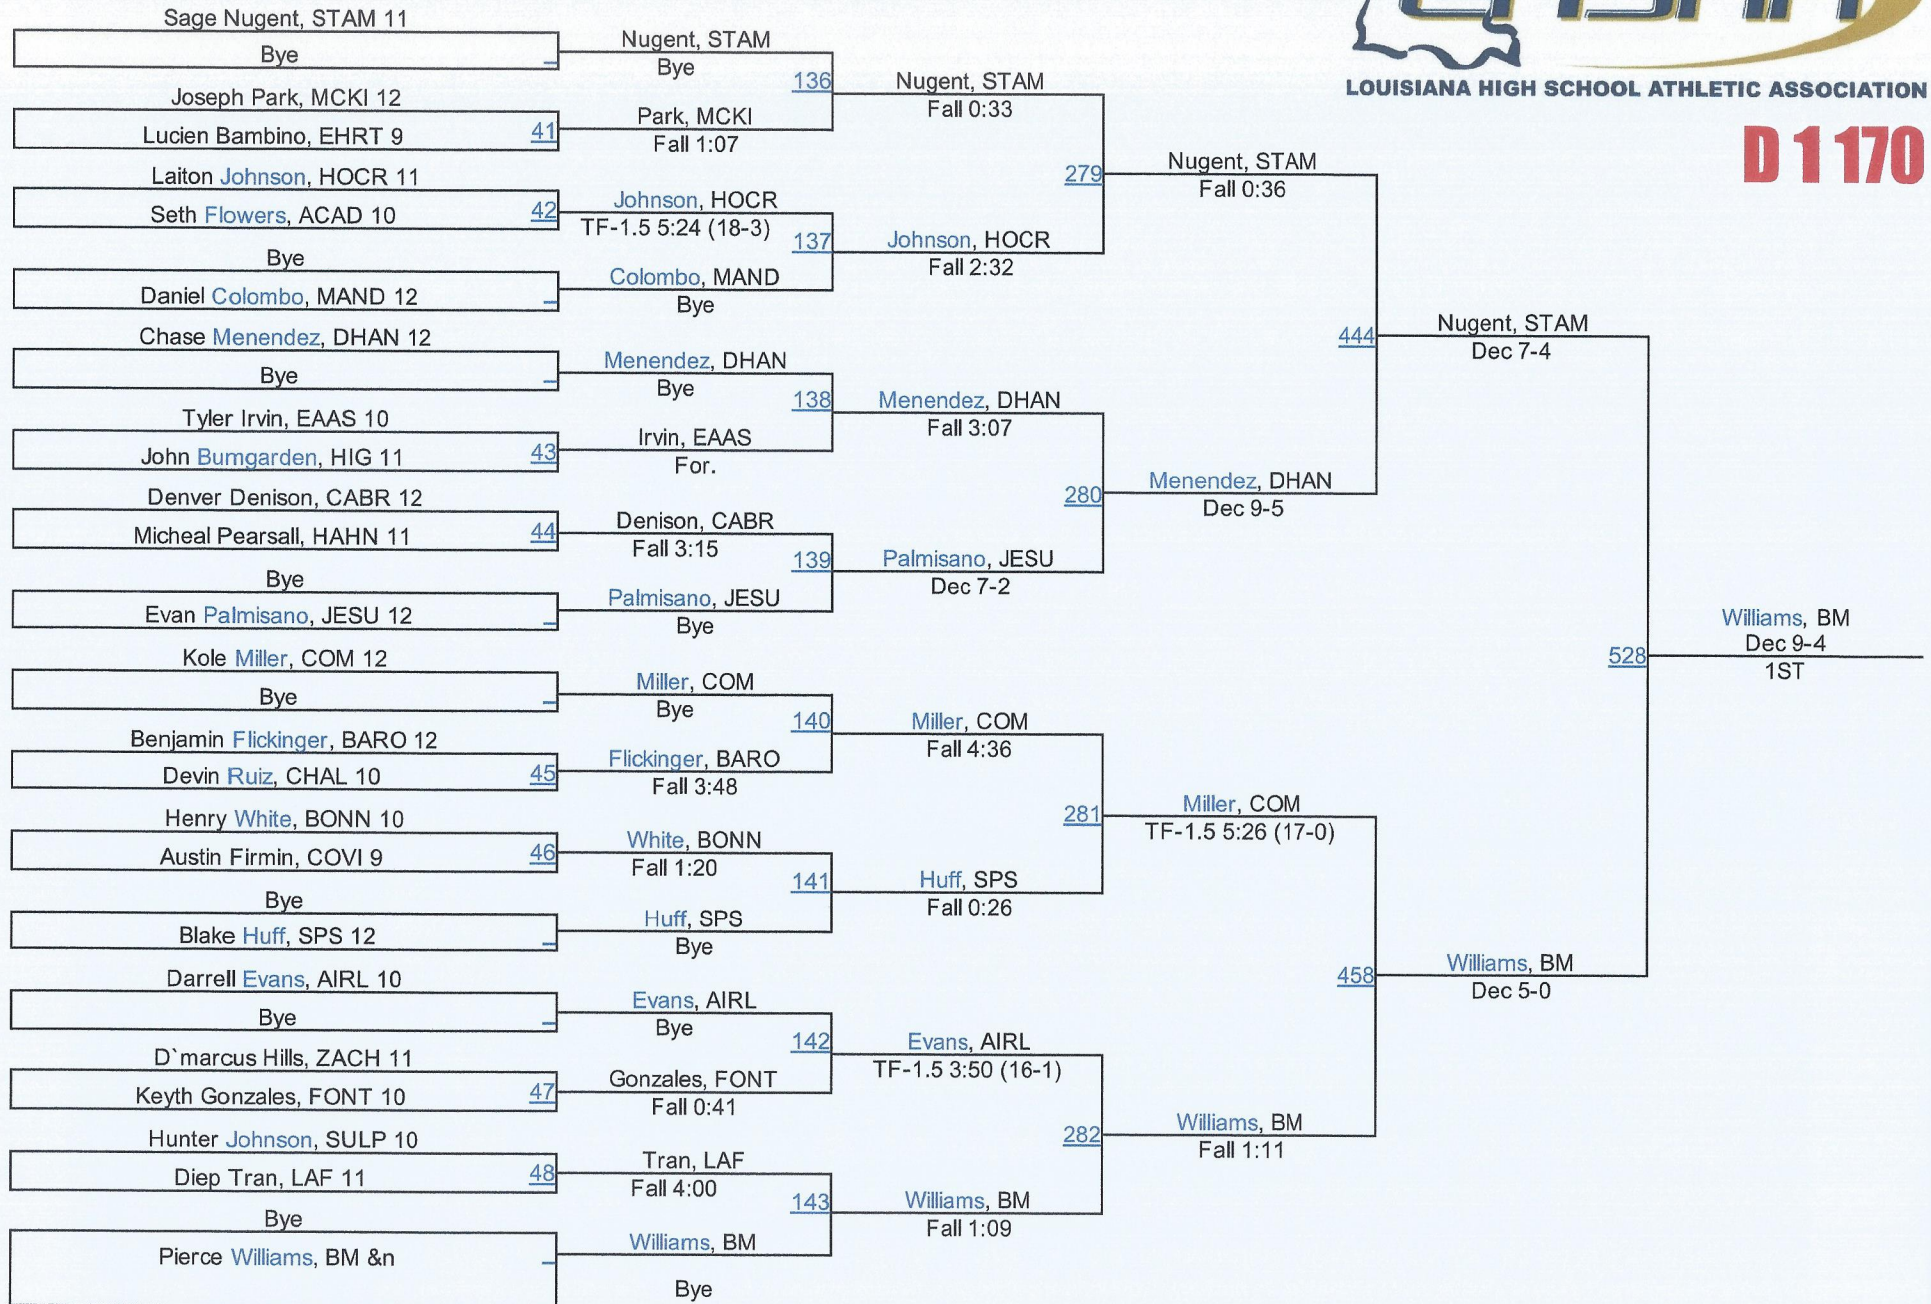 LOUISIANA HIGH SCHOOL ATHLETIC ASSOCIATION
D 1 170
Sage Nugent, STAM 11
Bye
Joseph Park, MCKI 12
41
Lucien Bambino, EHRT 9
Laiton Johnson, HOCR 11
42
Seth Flowers, ACAD 10
Bye
Daniel Colombo, MAND 12
Chase Menendez, DHAN 12
Bye
Tyler Irvin, EAAS 10
43
John Bumgarden, HIG 11
Denver Denison, CABR 12
44
Micheal Pearsall, HAHN 11
Bye
Evan Palmisano, JESU 12
Kole Miller, COM 12
Bye
Benjamin Flickinger, BARO 12
45
Devin Ruiz, CHAL 10
Henry White, BONN 10
46
Austin Firmin, COVI 9
Bye
Blake Huff, SPS 12
Darrell Evans, AIRL 10
Bye
D`marcus Hills, ZACH 11
47
Keyth Gonzales, FONT 10
Hunter Johnson, SULP 10
48
Diep Tran, LAF 11
Bye
Pierce Williams, BM &n
Nugent, STAM
Bye
136
Park, MCKI
Fall 1:07
Johnson, HOCR
TF-1.5 5:24 (18-3)
137
Colombo, MAND
Bye
Menendez, DHAN
Bye
138
Irvin, EAAS
For.
Denison, CABR
Fall 3:15
139
Palmisano, JESU
Bye
Miller, COM
Bye
140
Flickinger, BARO
Fall 3:48
White, BONN
Fall 1:20
141
Huff, SPS
Bye
Evans, AIRL
Bye
142
Gonzales, FONT
Fall 0:41
Tran, LAF
Fall 4:00
143
Williams, BM
Bye
Nugent, STAM
Fall 0:33
279
Johnson, HOCR
Fall 2:32
Menendez, DHAN
Fall 3:07
280
Palmisano, JESU
Dec 7-2
Miller, COM
Fall 4:36
281
Huff, SPS
Fall 0:26
Evans, AIRL
TF-1.5 3:50 (16-1)
282
Williams, BM
Fall 1:09
Nugent, STAM
Fall 0:36
444
Menendez, DHAN
Dec 9-5
Miller, COM
TF-1.5 5:26 (17-0)
458
Williams, BM
Fall 1:11
Nugent, STAM
Dec 7-4
528
Williams, BM
Dec 5-0
Williams, BM
Dec 9-4
1ST